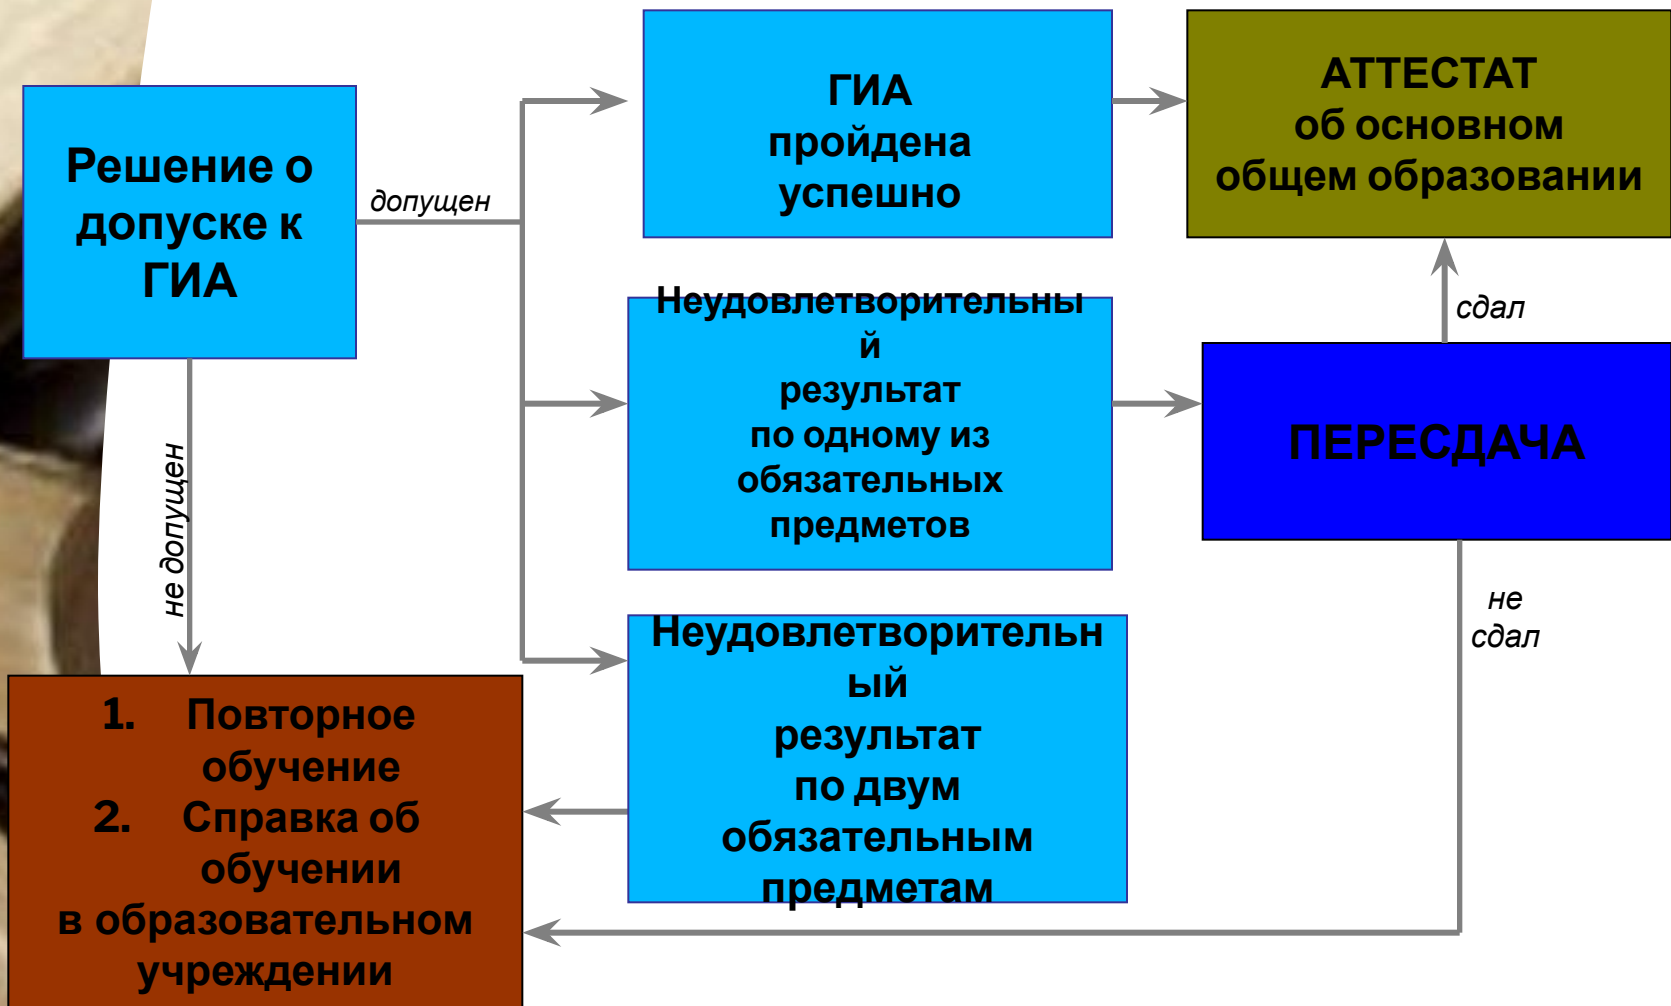 Решение о
допуске к
ГИА
допущен
не допущен
ГИА
пройдена
успешно
АТТЕСТАТ
об основном
общем образовании
Неудовлетворительны
й
результат
по одному из
обязательных
предметов
сдал
ПЕРЕСДАЧА
не
сдал
Неудовлетворительн
ый
результат
по двум
обязательным
предметам
1. Повторное
обучение
2. Справка об
обучении
в образовательном
учреждении